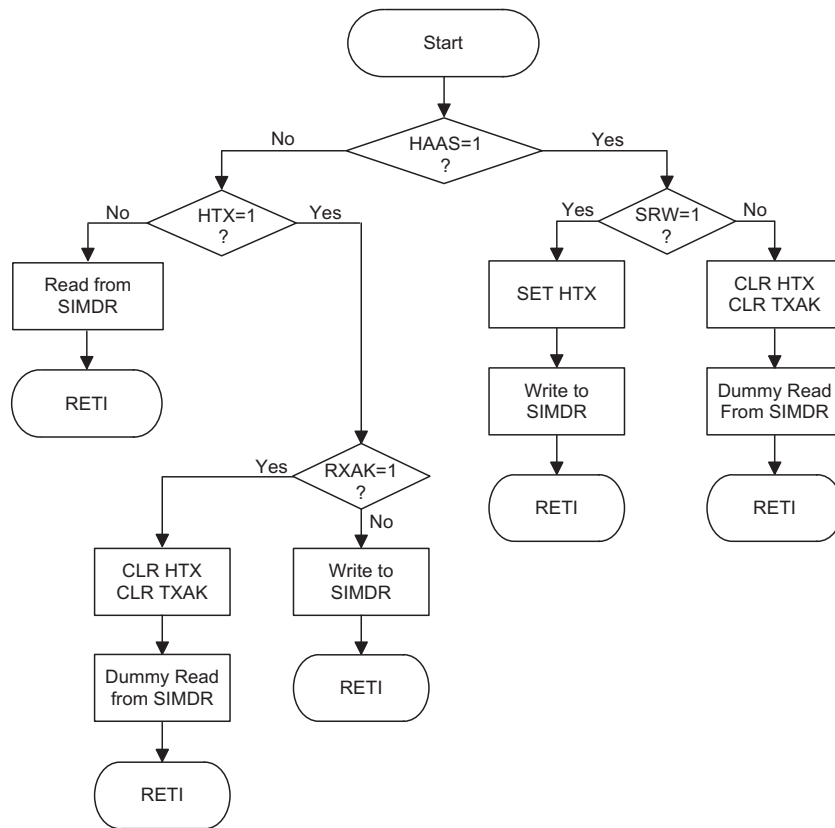 Start
No
HAAS=1
?
Yes
No
HTX=1
?
Yes
Yes
SRW=1
?
No
Read from
SIMDR
SET HTX
CLR HTX
CLR TXAK
RETI
Write to
SIMDR
Dummy Read
From SIMDR
Yes
RXAK=1
?
No
RETI
RETI
CLR HTX
CLR TXAK
Write to
SIMDR
Dummy Read
from SIMDR
RETI
RETI